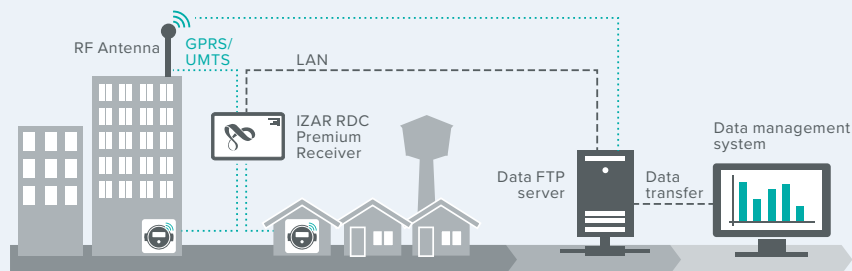 RF Antenna
GPRS/
UMTS
LAN
IZAR RDC
Premium
Receiver
Data FTP
server
Data
transfer
Data management
system